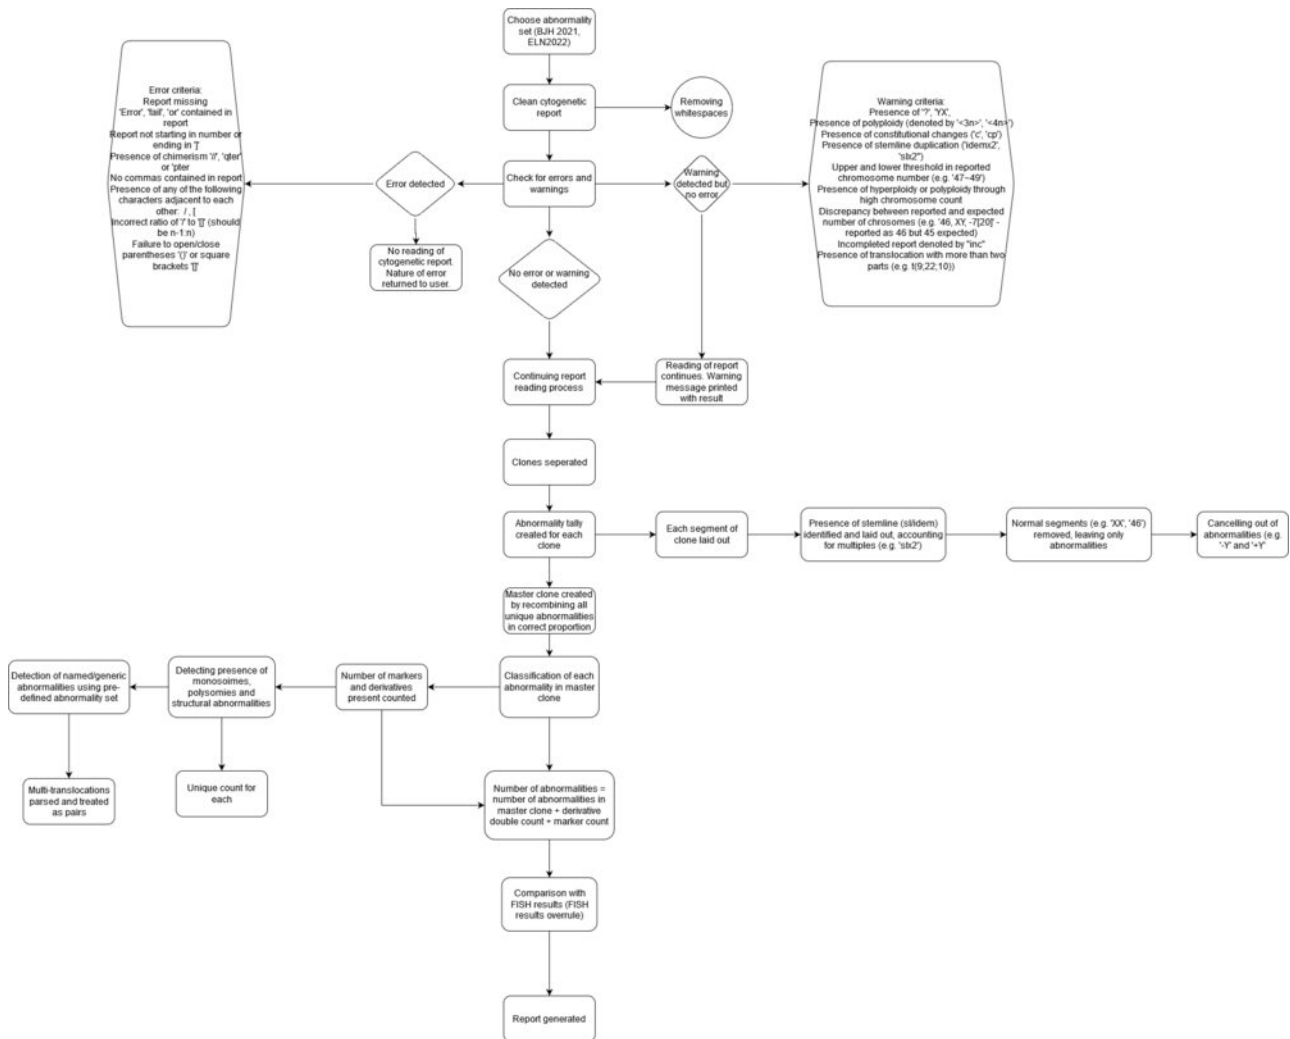 Choose abnormality
set (BJH 2021,
ELN2022)
Clean cytogenetic
report
Removing
whitespaces
Error criteria:
Report missing
'Error', 'fail', 'or' contained in
report
Report not starting in number or
ending in ']'
Presence of chimerism '//', 'qter'
or 'pter
No commas contained in report
Presence of any of the following
characters adjacent to each
other: / , [
Incorrect ratio of '/' to '[]' (should
be n-1:n)
Failure to open/close
parentheses '()' or square
brackets '[]'
Error detected
Check for errors and
warnings
Warning
detected but
no error
Warning criteria:
Presence of '?', 'YX',
Presence of polyploidy (denoted by '<3n>', '<4n>')
Presence of constitutional changes ('c', 'cp')
Presence of stemline duplication ('idemx2',
'slx2")
Upper and lower threshold in reported
chromosome number (e.g. '47~49')
Presence of hyperploidy or polyploidy through
high chromosome count
Discrepancy between reported and expected
number of chrosomes (e.g. '46, XY, -7[20]' -
reported as 46 but 45 expected)
Incompleted report denoted by "inc"
Presence of translocation with more than two
parts (e.g. t(9;22;10))
No reading of
cytogenetic report.
Nature of error
returned to user.
No error or warning
detected
Continuing report
reading process
Reading of report
continues. Warning
message printed
with result
Clones seperated
Abnormality tally
created for each
clone
Each segment of
clone laid out
Presence of stemline (sl/idem)
identified and laid out, accounting
for multiples (e.g. 'slx2')
Normal segments (e.g. 'XX', '46')
removed, leaving only
abnormalities
Cancelling out of
abnormalities (e.g.
'-Y' and '+Y'
Master clone created
by recombining all
unique abnormalities
in correct proportion
Detection of named/generic
abnormalities using pre-
defined abnormality set
Detecting presence of
monosoimes,
polysomies and
structural abnormalities
Number of markers
and derivatives
present counted
Classification of each
abnormality in master
clone
Multi-translocations
parsed and treated
as pairs
Unique count for
each
Number of abnormalities =
number of abnormalities in
master clone + derivative
double count + marker count
Comparison with
FISH results (FISH
results overrule)
Report generated